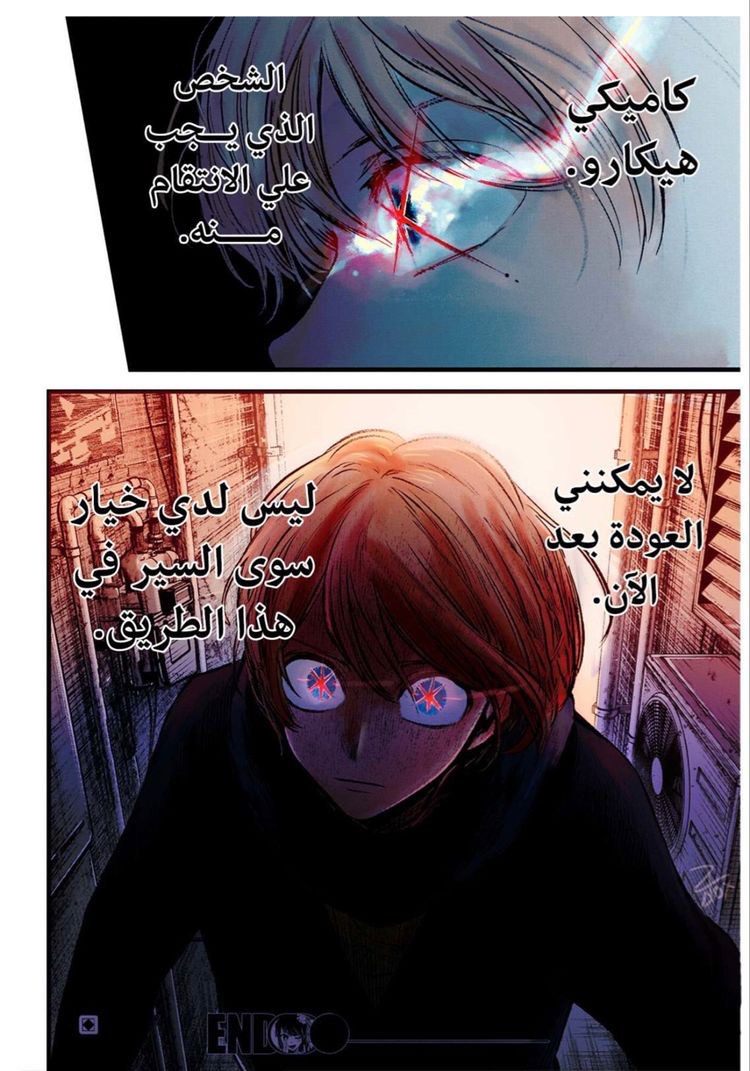 كاميكي
هيكارو.
الشخص
الذي يجب
علي الانتقام
منه.
لا يمكنني
العودة بعد
الآن.
ليس لدي خيار
سوى السير في
هذا الطريق.
END